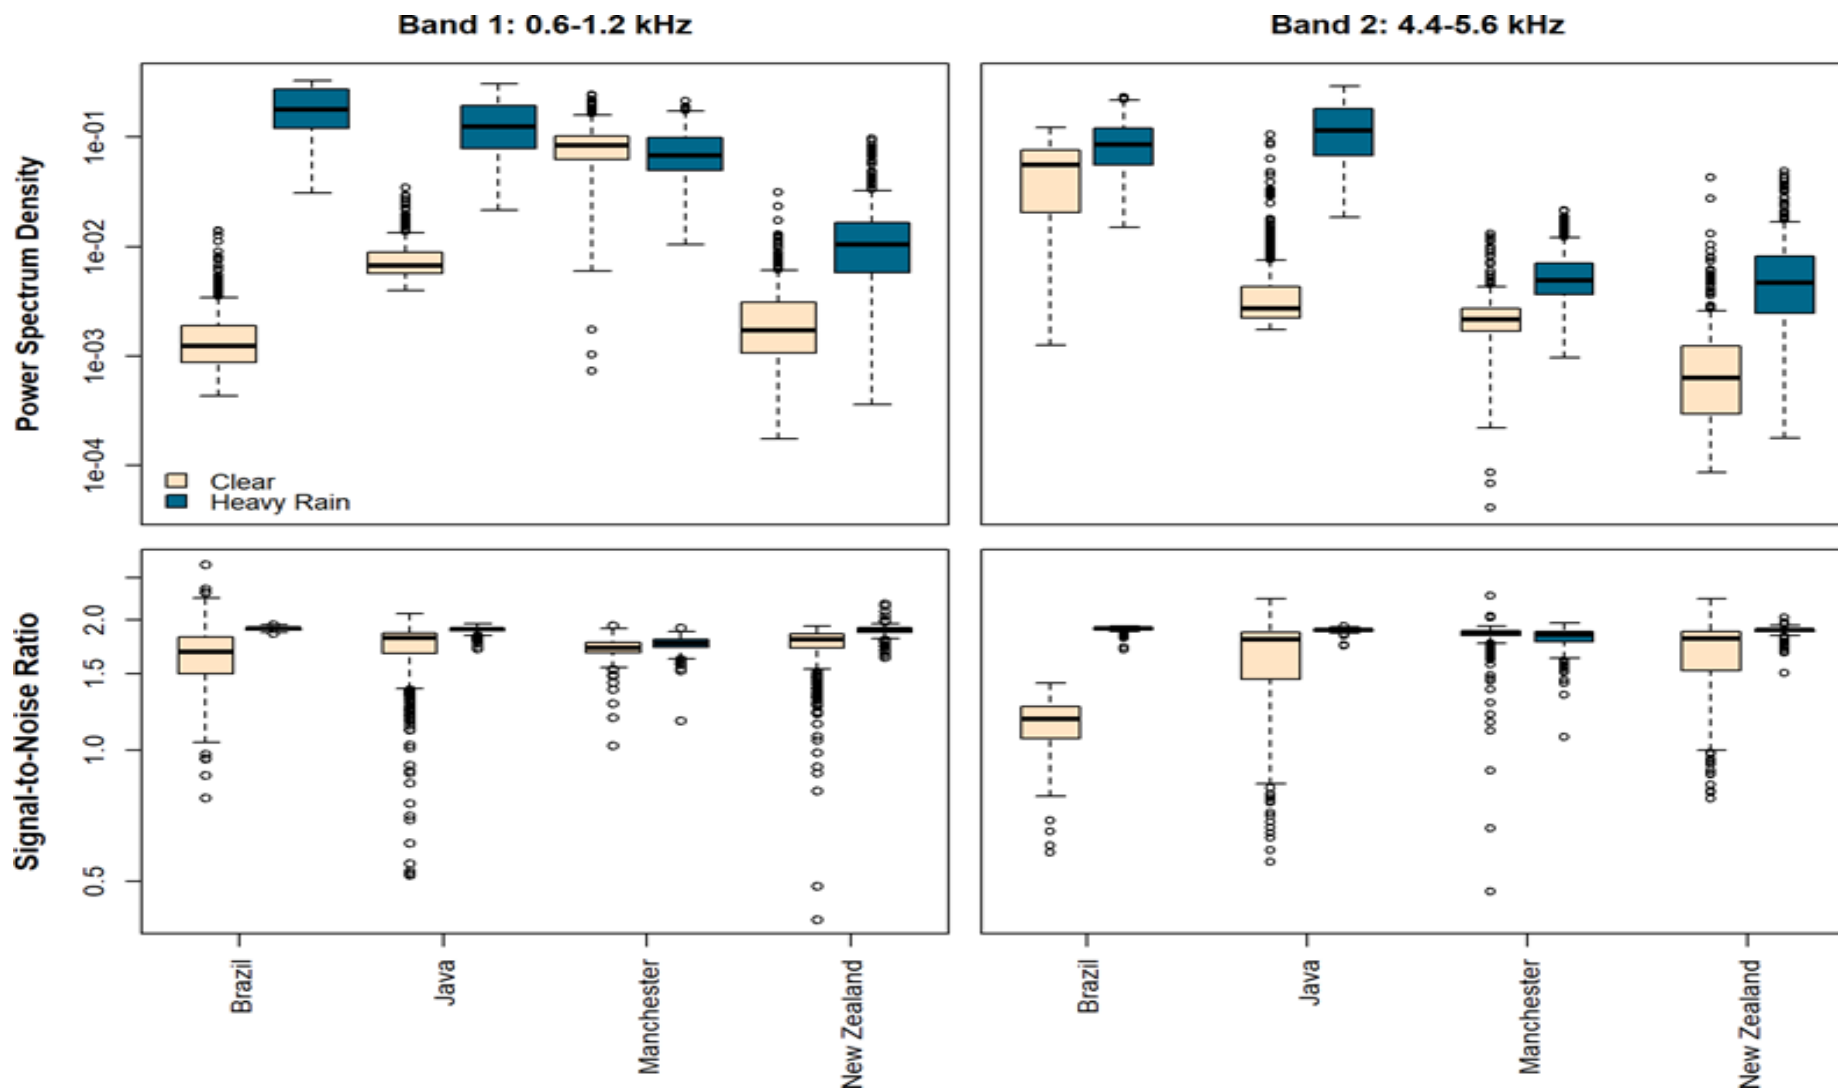 Band 1: 0.6-1.2 kHz
Band 2: 4.4-5.6 kHz
Power Spectrum Density
1e-01
1e-02
1e-03
1e-04
Clear
Heavy Rain
Signal-to-Noise Ratio
2.0
1.5
1.0
0.5
Brazil
Java
Manchester
New Zealand
Brazil
Java
Manchester
New Zealand